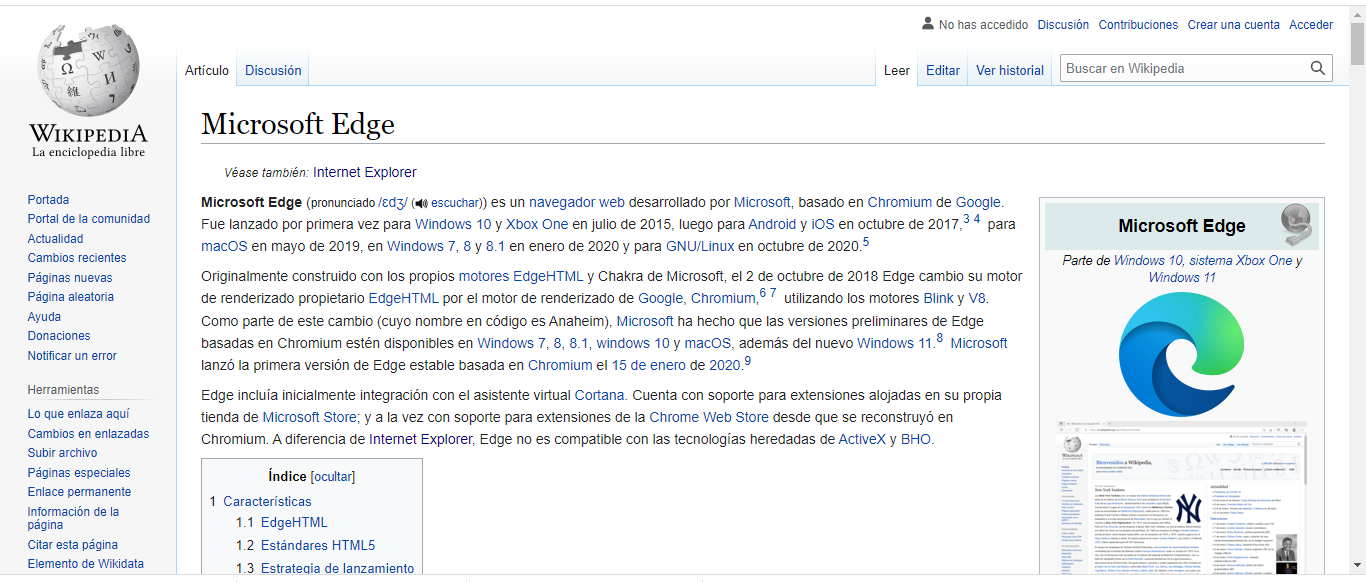 No has accedido Discusión Contribuciones Crear una cuenta Acceder
WIKIPEDIA
La enciclopedia libre
Artículo Discusión Leer Editar Ver historial Buscar en Wikipedia
Portada
Portal de la comunidad
Actualidad
Cambios recientes
Páginas nuevas
Página aleatoria
Ayuda
Donaciones
Notificar un error
Herramientas
Lo que enlaza aquí
Cambios en enlazadas
Subir archivo
Páginas especiales
Enlace permanente
Información de la
página
Citar esta página
Elemento de Wikidata
Microsoft Edge
Véase también: Internet Explorer
Microsoft Edge (pronunciado /ɛdʒ/ (escuchar)) es un navegador web desarrollado por Microsoft, basado en Chromium de Google.
Fue lanzado por primera vez para Windows 10 y Xbox One en julio de 2015, luego para Android y iOS en octubre de 2017,3 4 para
macOS en mayo de 2019, en Windows 7, 8 y 8.1 en enero de 2020 y para GNU/Linux en octubre de 2020.5
Originalmente construido con los propios motores EdgeHTML y Chakra de Microsoft, el 2 de octubre de 2018 Edge cambio su motor
de renderizado propietario EdgeHTML por el motor de renderizado de Google, Chromium,6 7 utilizando los motores Blink y V8.
Como parte de este cambio (cuyo nombre en código es Anaheim), Microsoft ha hecho que las versiones preliminares de Edge
basadas en Chromium estén disponibles en Windows 7, 8, 8.1, windows 10 y macOS, además del nuevo Windows 11.8 Microsoft
lanzó la primera versión de Edge estable basada en Chromium el 15 de enero de 2020.9
Edge incluía inicialmente integración con el asistente virtual Cortana. Cuenta con soporte para extensiones alojadas en su propia
tienda de Microsoft Store; y a la vez con soporte para extensiones de la Chrome Web Store desde que se reconstruyó en
Chromium. A diferencia de Internet Explorer, Edge no es compatible con las tecnologías heredadas de ActiveX y BHO.
Índice [ocultar]
1 Características
1.1 EdgeHTML
1.2 Estándares HTML5
1.3 Estrategia de lanzamiento
Microsoft Edge
Parte de Windows 10, sistema Xbox One y
Windows 11
Bienvenidos a Wikipedia,